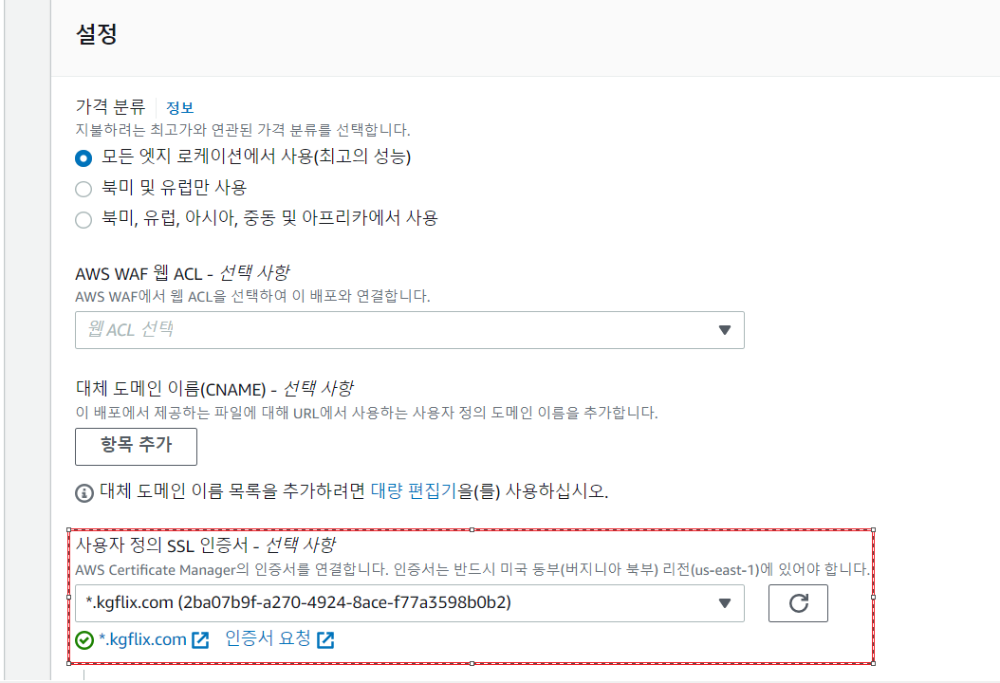 설정
가격 분류 정보
지불하려는 최고가와 연관된 가격 분류를 선택합니다.
모든 엣지 로케이션에서 사용(최고의 성능)
북미 및 유럽만 사용
북미, 유럽, 아시아, 중동 및 아프리카에서 사용
AWS WAF 웹 ACL - 선택 사항
AWS WAF에서 웹 ACL을 선택하여 이 배포와 연결합니다.
웹 ACL 선택
대체 도메인 이름(CNAME) - 선택 사항
이 배포에서 제공하는 파일에 대해 URL에서 사용하는 사용자 정의 도메인 이름을 추가합니다.
항목 추가
대체 도메인 이름 목록을 추가하려면 대량 편집기을(를) 사용하십시오.
사용자 정의 SSL 인증서 - 선택 사항
AWS Certificate Manager의 인증서를 연결합니다. 인증서는 반드시 미국 동부(버지니아 북부) 리전(us-east-1)에 있어야 합니다.
*.kgflix.com (2ba07b9f-a270-4924-8ace-f77a3598b0b2)
*.kgflix.com 인증서 요청